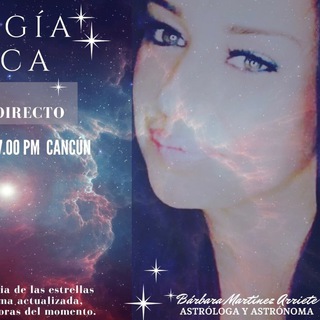 GÍA
CA
DIRECTO
7.00 PM CANCÚN
ia de las estrellas
ma actualizada,
oras del momento.
Bárbara Martínez Arriete
ASTRÓLOGA Y ASTRÓNOMA